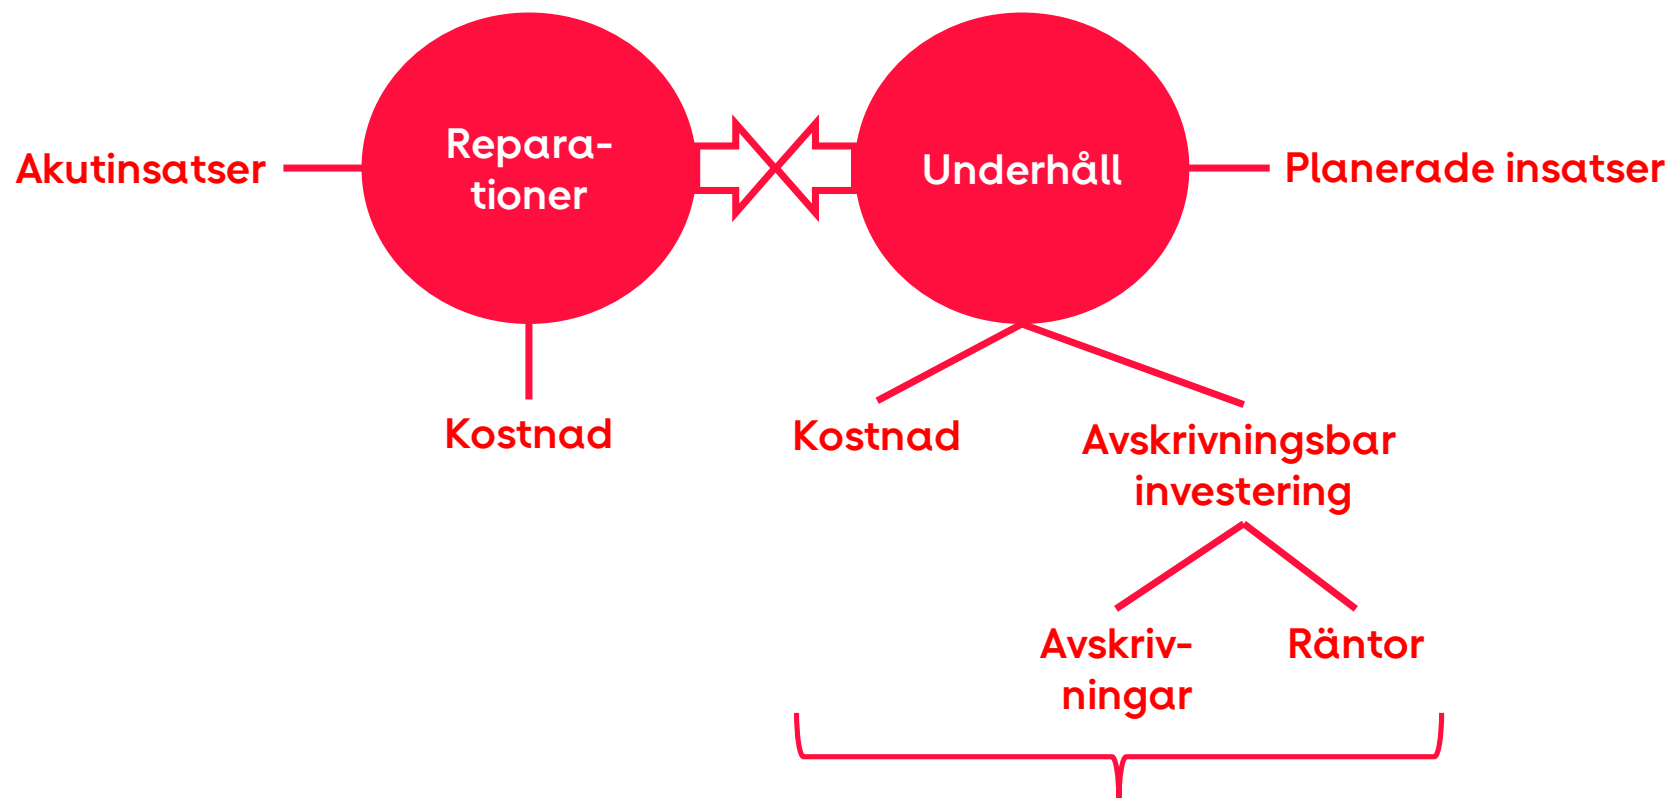 Akutinsatser
Repara-
tioner
Underhåll
Planerade insatser
Kostnad
Kostnad
Avskrivningsbar
investering
Avskriv-
ningar
Räntor